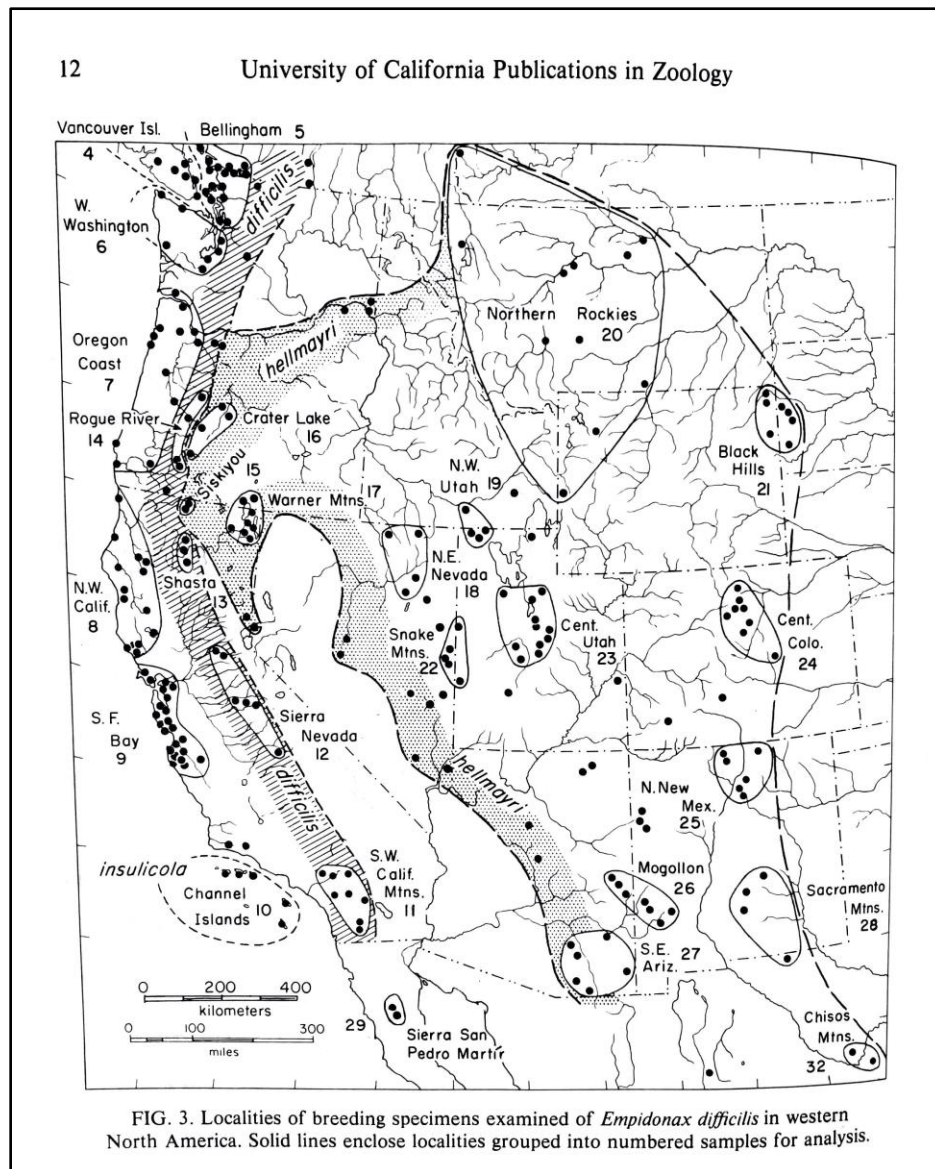 12
University of California Publications in Zoology
Vancouver Isl.
4
Bellingham 5
W.
Washington
6
difficilis
Oregon
Coast
7
hellmayri
Northern Rockies
20
Rogue River
14
Crater Lake
16
Siskiyou
15
Warner Mtns.
17
N.W.
Utah 19
Black
Hills
21
N.W.
Calif.
8
Shasta
13
N.E.
Nevada
18
Snake
Mtns.
22
Cent.
Utah
23
Cent.
Colo.
24
S. F.
Bay
9
Sierra
Nevada
12
difficilis
hellmayri
N. New
Mex.
25
insulicola
Channel
Islands
10
S.W.
Calif.
Mtns.
11
Mogollon
26
Sacramento
Mtns.
28
S.E.
Ariz.
27
0 200 400
kilometers
0 100 300
miles
29
Sierra San
Pedro Martir
Chisos
Mtns.
32
FIG. 3. Localities of breeding specimens examined of Empidonax difficilis in western
North America. Solid lines enclose localities grouped into numbered samples for analysis.